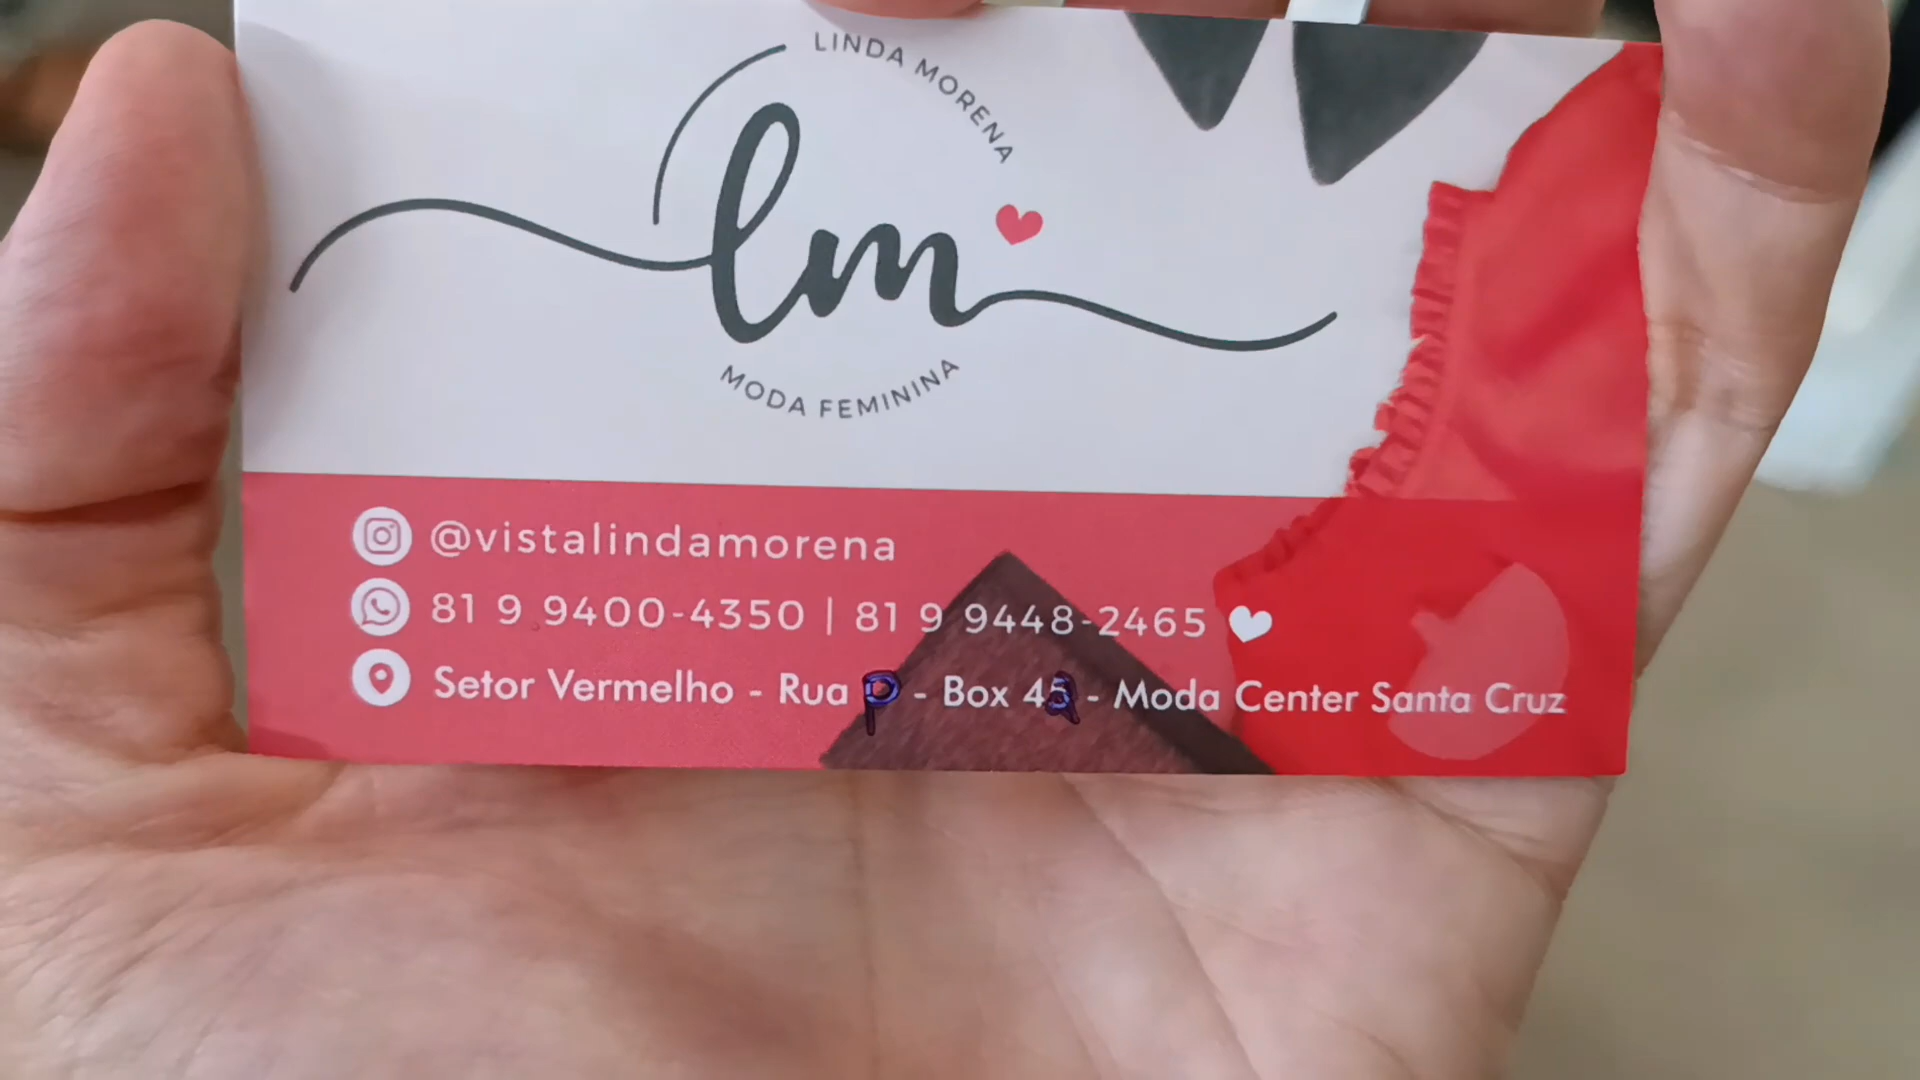 LINDA MORENA
lm
MODA FEMININA
@vistalindamorena
81 9 9400-4350 | 81 9 9448-2465
Setor Vermelho - Rua P - Box - Moda Center Santa Cruz